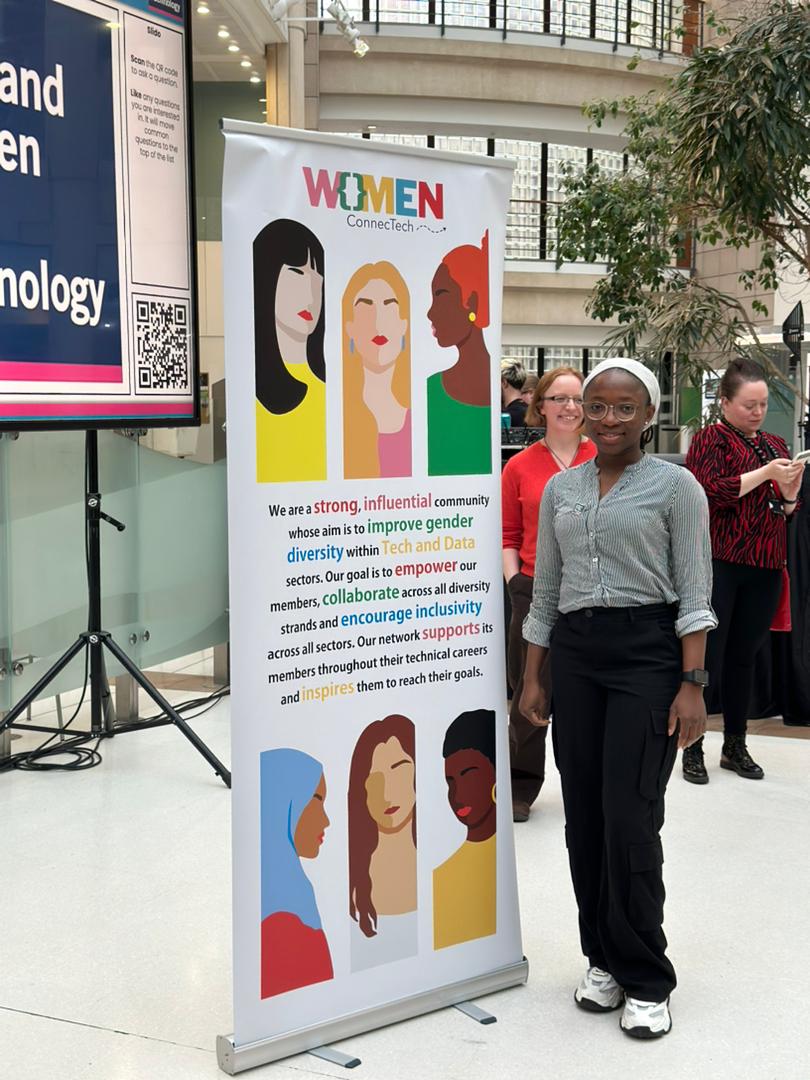 and
en
nology
Slido
Scan the QR code
to ask a question.
Like any questions
you are interested
in. It will move
common
questions to the
top of the list
WOMEN
ConnecTech
We are a strong, influential community
whose aim is to improve gender
diversity within Tech and Data
sectors. Our goal is to empower our
members, collaborate across all diversity
strands and encourage inclusivity
across all sectors. Our network supports its
members throughout their technical careers
and inspires them to reach their goals.